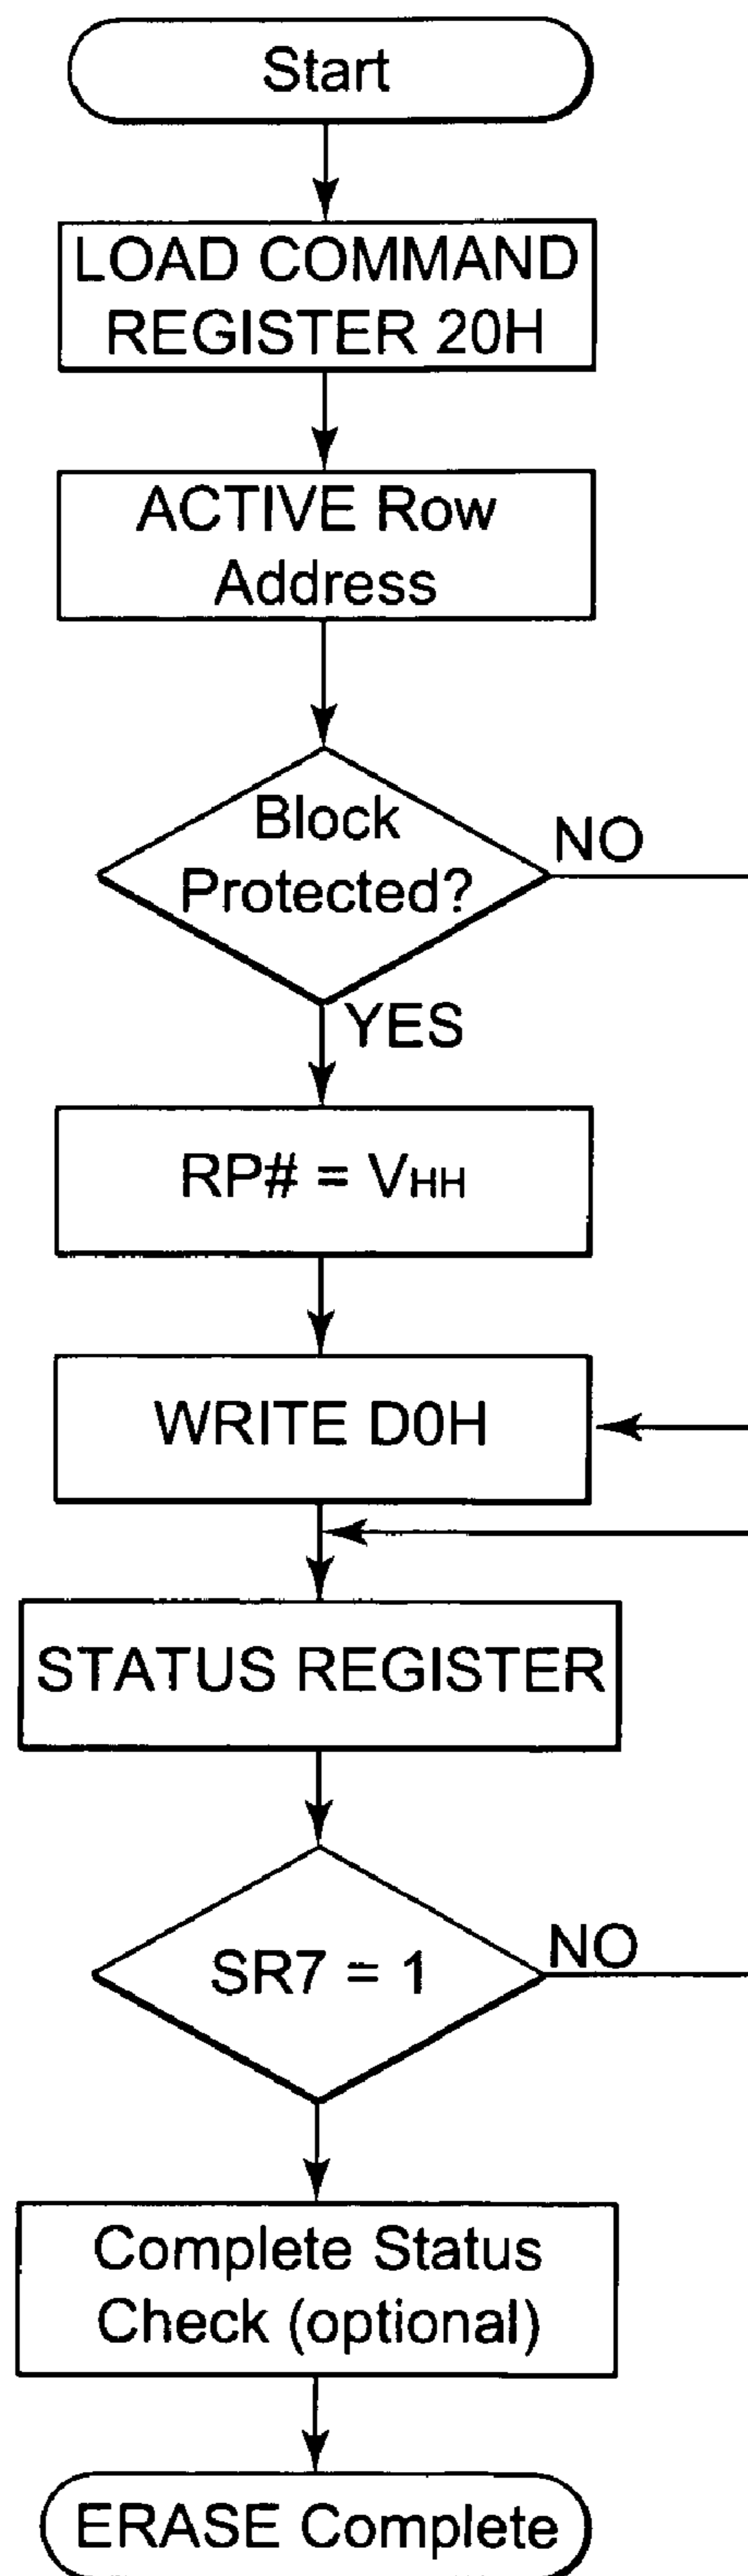 Start
LOAD COMMAND
REGISTER 20H
ACTIVE Row
Address
Block
Protected?
NO
YES
RP# = VHH
WRITE D0H
STATUS REGISTER
SR7 = 1
NO
Complete Status
Check (optional)
ERASE Complete